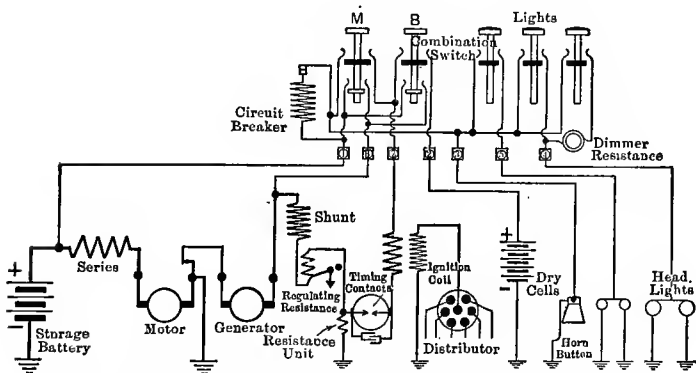 M
B
Lights
Combination
Switch
Circuit
Breaker
Dimmer
Resistance
Shunt
Series
Regulating
Resistance
Timing
Contacts
Ignition
Coil
+
Dry
Cells
-
Head.
Lights
+
-
Storage
Battery
Motor
Generator
Resistance
Unit
Distributor
Horn
Button